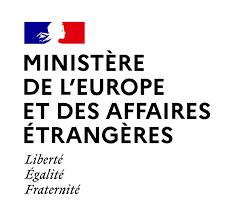 MINISTÈRE
DE L'EUROPE
ET DES AFFAIRES
ÉTRANGÈRES
Liberté
Égalité
Fraternité